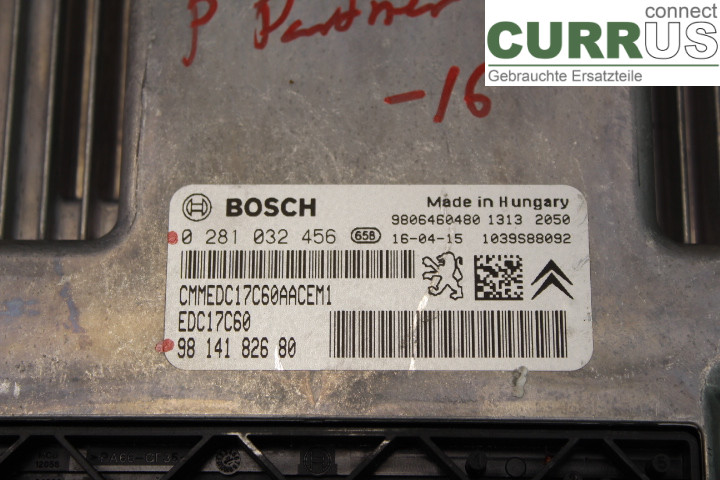 P Partner
-16
connect
CURRUS
Gebrauchte Ersatzteile
BOSCH
Made in Hungary
9806460480 1313 2050
0 281 032 456 658 16-04-15 1039S88092
CMMEDC17C60AACEM1
EDC17C60
98 141 826 80